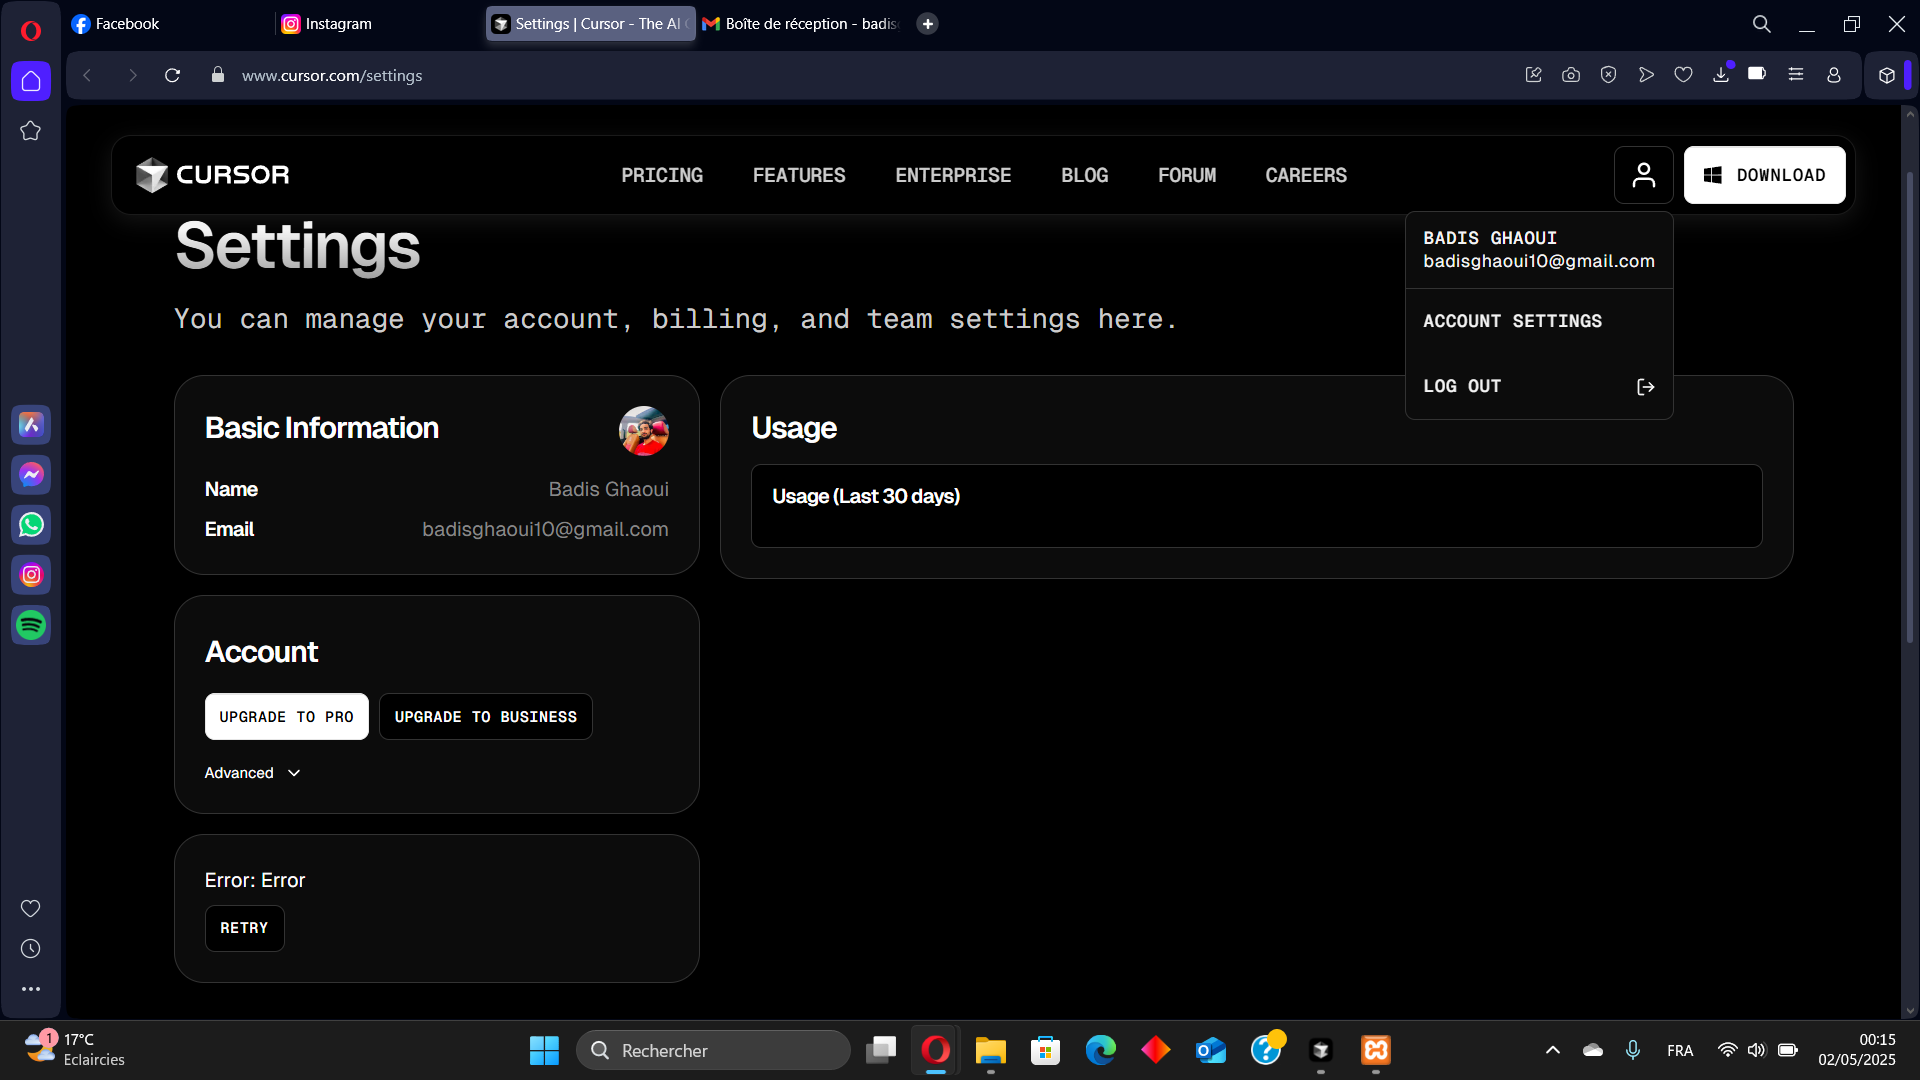 Facebook
Instagram
Settings | Cursor - The AI
Boîte de réception - badis
www.cursor.com/settings
CURSOR
PRICING
FEATURES
ENTERPRISE
BLOG
FORUM
CAREERS
DOWNLOAD
BADIS GHAOUI
badisghaoui10@gmail.com
ACCOUNT SETTINGS
LOG OUT
Settings
You can manage your account, billing, and team settings here.
Basic Information
Name
Badis Ghaoui
Email
badisghaoui10@gmail.com
Usage
Usage (Last 30 days)
Account
UPGRADE TO PRO
UPGRADE TO BUSINESS
Advanced
Error: Error
RETRY
1
17°C
Eclaircies
Rechercher
FRA
00:15
02/05/2025